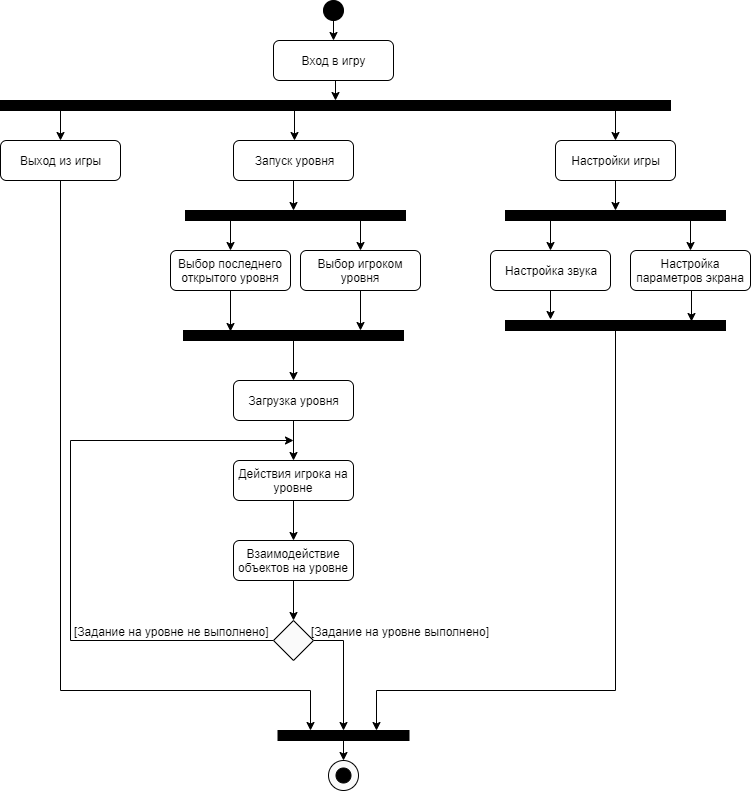 Вход в игру
Выход из игры
Запуск уровня
Настройки игры
Выбор последнего
открытого уровня
Выбор игроком
уровня
Настройка звука
Настройка
параметров экрана
Загрузка уровня
Действия игрока на
уровне
Взаимодействие
объектов на уровне
[Задание на уровне не выполнено]
[Задание на уровне выполнено]